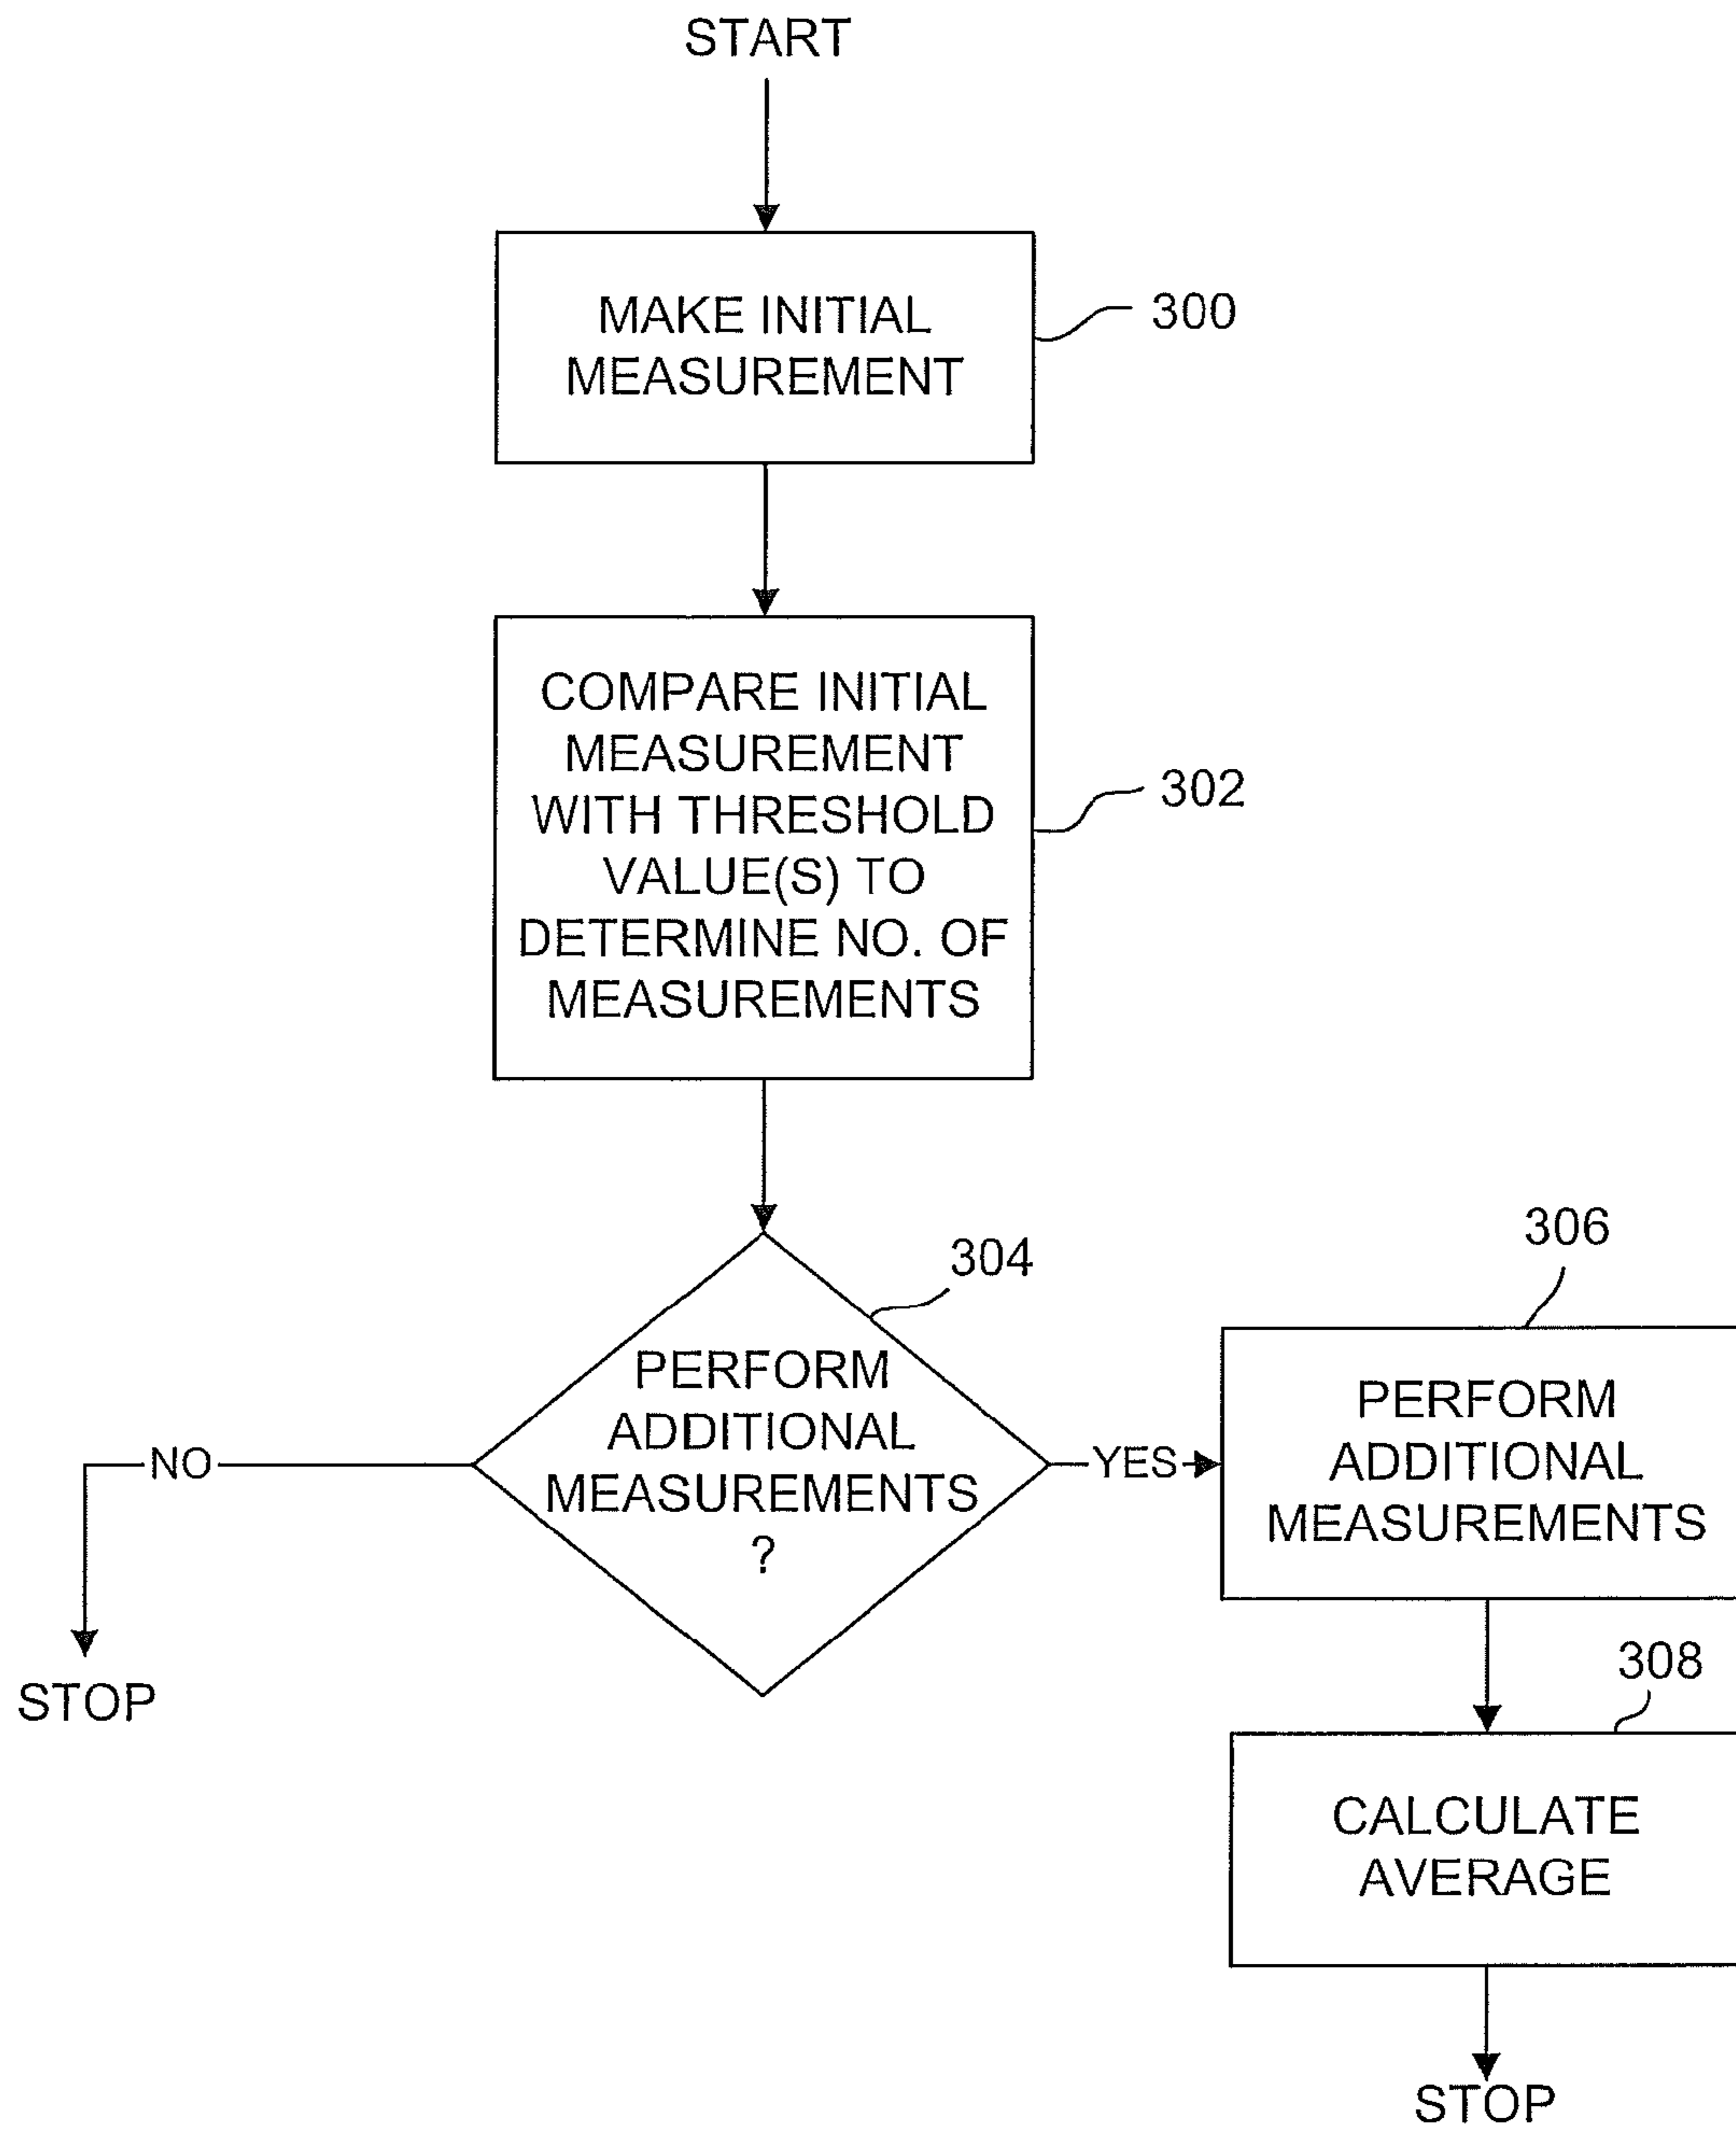 START
MAKE INITIAL
MEASUREMENT
300
COMPARE INITIAL
MEASUREMENT
WITH THRESHOLD
VALUE(S) TO
DETERMINE NO. OF
MEASUREMENTS
302
304
PERFORM
ADDITIONAL
MEASUREMENTS
?
NO
STOP
YES
306
PERFORM
ADDITIONAL
MEASUREMENTS
308
CALCULATE
AVERAGE
STOP